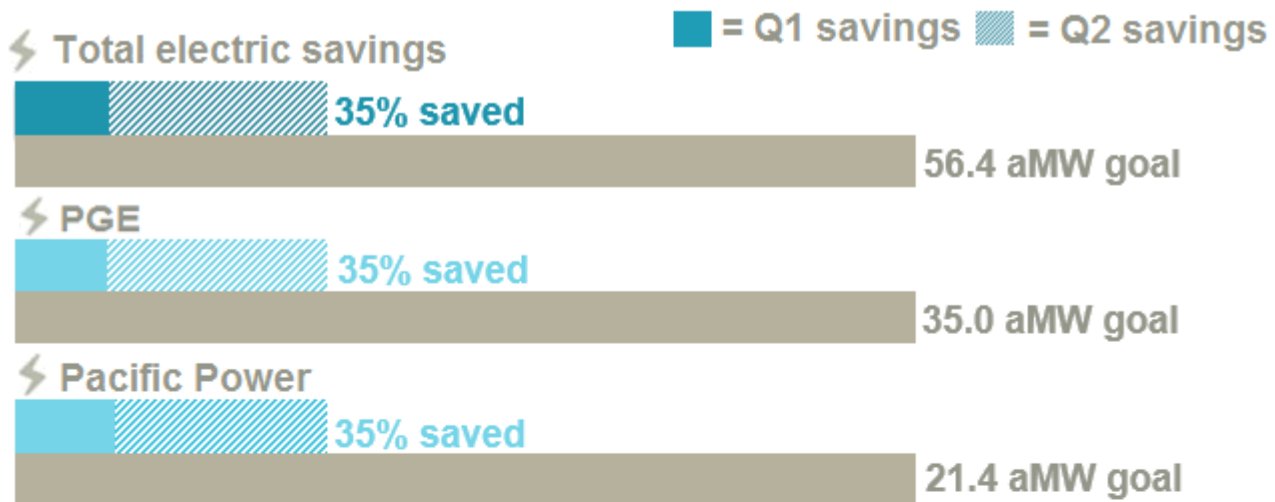 = Q1 savings = Q2 savings
Total electric savings
35% saved
56.4 aMW goal
PGE
35% saved
35.0 aMW goal
Pacific Power
35% saved
21.4 aMW goal